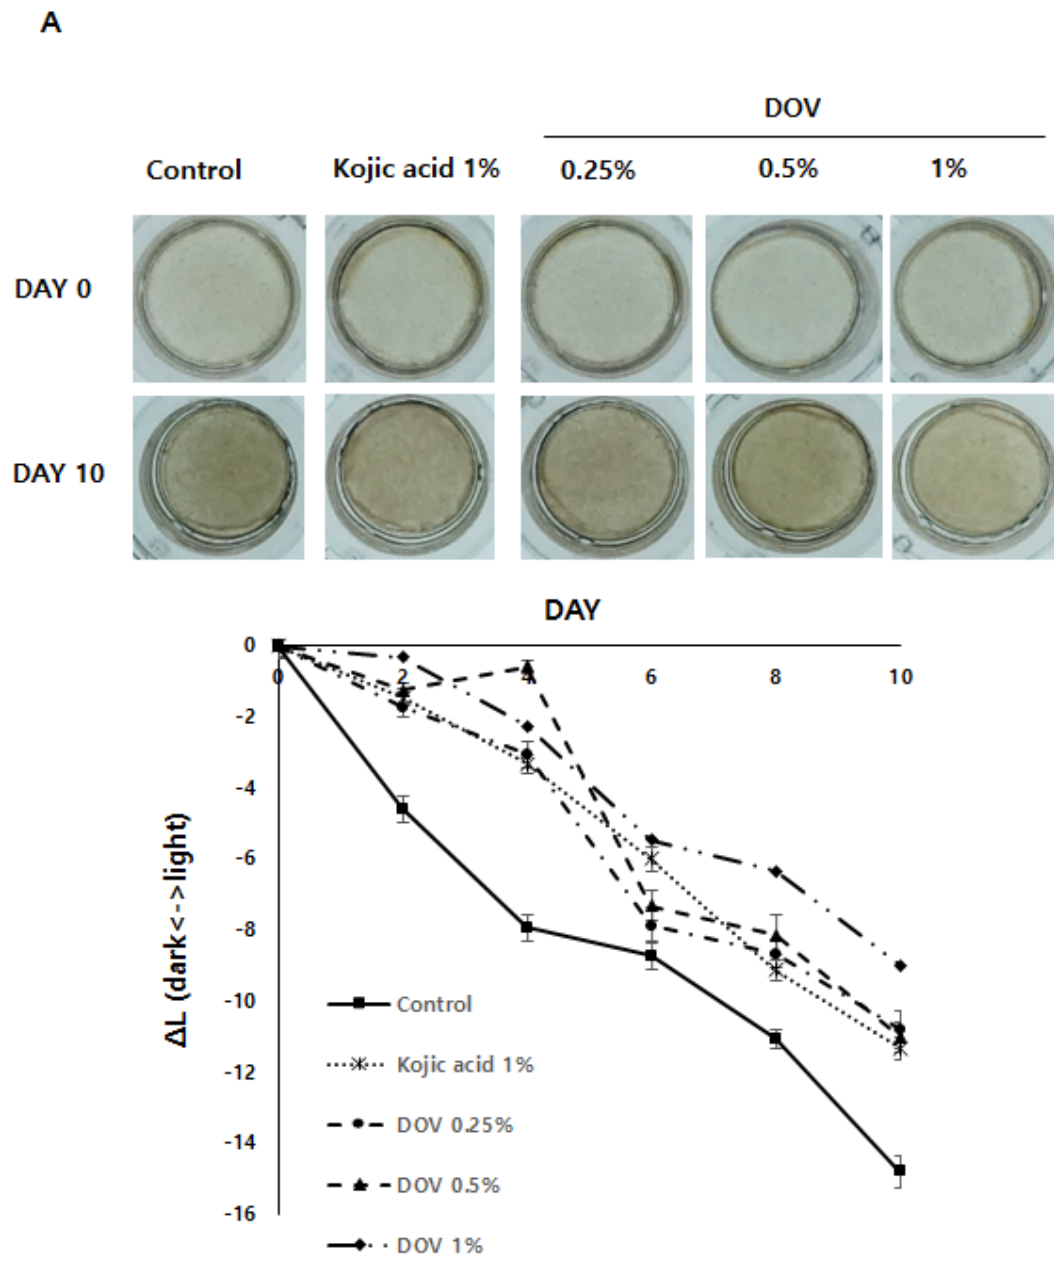 A
DOV
Control Kojic acid 1% 0.25% 0.5% 1%
DAY 0
DAY 10
DAY
0
0 2 4 6 8 10
-2
-4
-6
-8
-10
-12
-14
-16
ΔL (dark<->light)
Control
Kojic acid 1%
DOV 0.25%
DOV 0.5%
DOV 1%